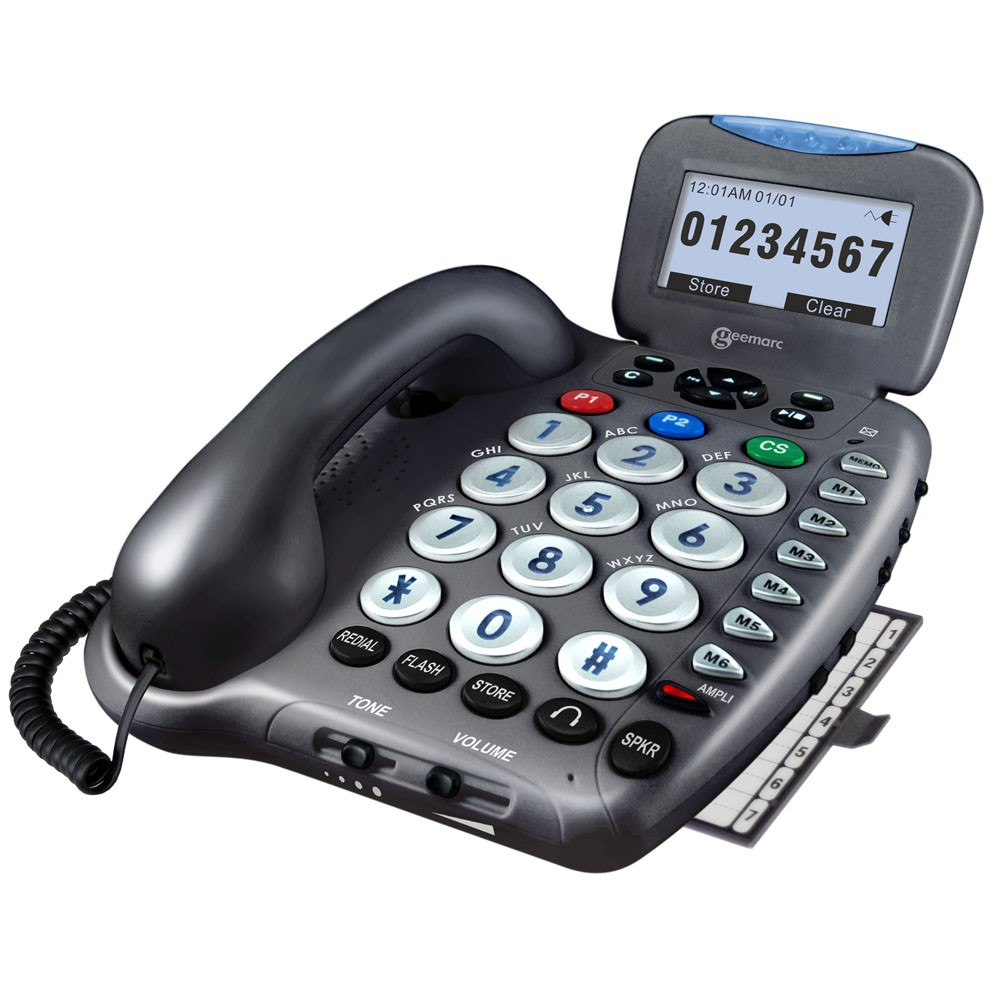 12:01AM 01/01
01234567
Store Clear
geemarc
C
P1 P2 CS
1 ABC 2 DEF 3
GHI 4 JKL 5 MNO 6
PQRS 7 TUV 8 WXYZ 9
* 0 #
MEMO
M1
M2
M3
M4
M5
M6
AMPLI
REDIAL FLASH STORE SPKR
TONE VOLUME
1
2
3
4
5
6
7